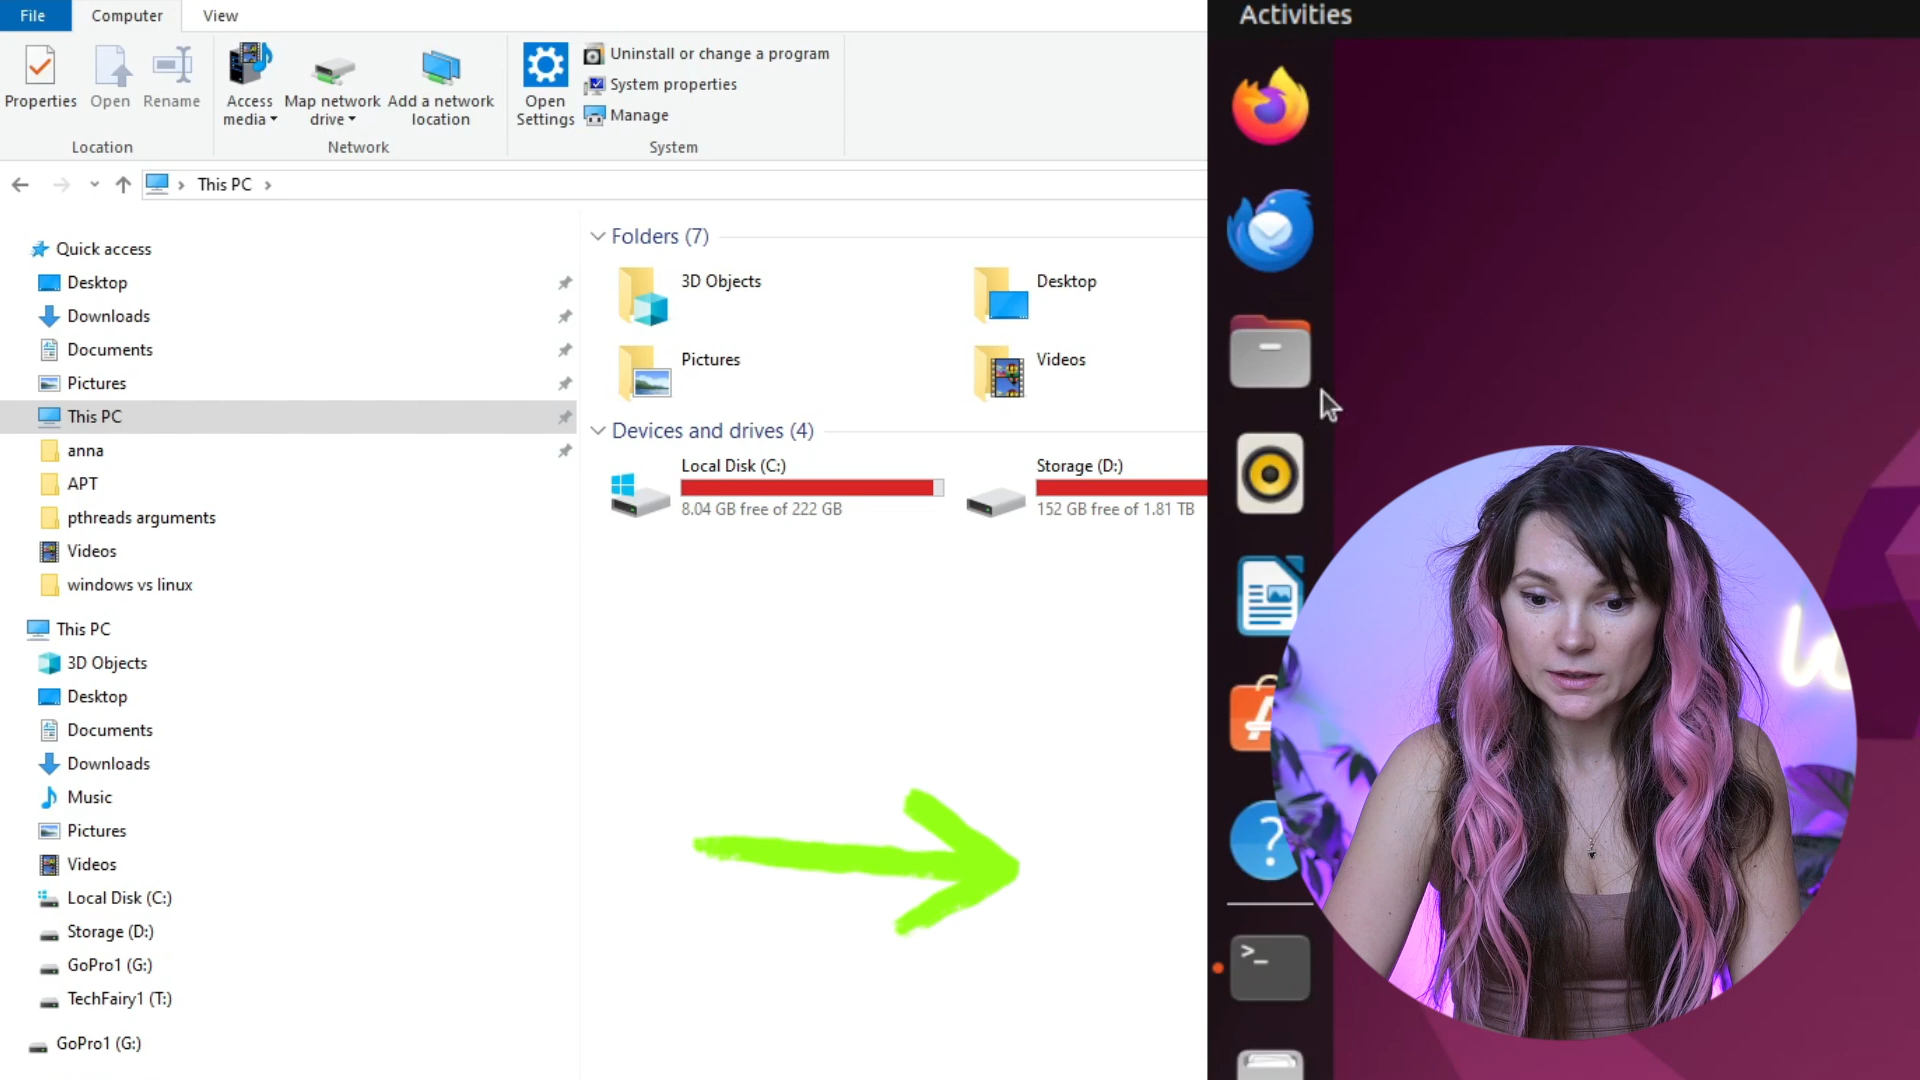 File Computer View
Activities
Properties Open Rename Access media Map network drive Add a network location Open Settings
Uninstall or change a program
System properties
Manage
Location Network System
This PC
Quick access
Desktop
Downloads
Documents
Pictures
This PC
anna
APT
pthreads arguments
Videos
windows vs linux
This PC
3D Objects
Desktop
Documents
Downloads
Music
Pictures
Videos
Local Disk (C:)
Storage (D:)
GoPro1 (G:)
TechFairy1 (T:)
GoPro1 (G:)
Folders (7)
3D Objects Desktop
Pictures Videos
Devices and drives (4)
Local Disk (C:) Storage (D:)
8.04 GB free of 222 GB 152 GB free of 1.81 TB
?
>_